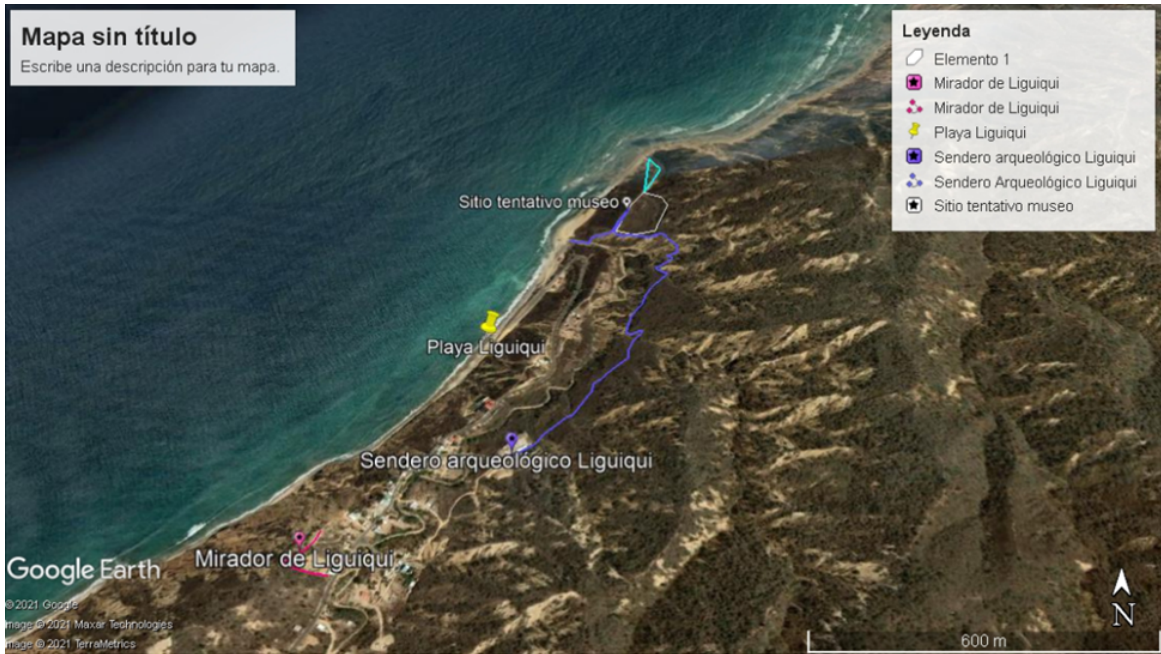 Mapa sin título
Escribe una descripción para tu mapa.
Leyenda
Elemento 1
Mirador de Liguiqui
Mirador de Liguiqui
Playa Liguiqui
Sendero arqueológico Liguiqui
Sendero Arqueológico Liguiqui
Sitio tentativo museo
Sitio tentativo museo
Playa Liguiqui
Sendero arqueológico Liguiqui
Mirador de Liguiqui
Google Earth
©2021 Google
mage © 2021 Maxar Technologies
mage © 2021 TerraMetrics
N
600 m